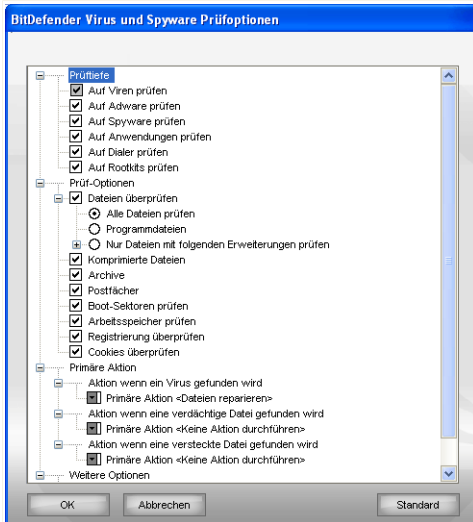 BitDefender Virus und Spyware Prüfoptionen
Prüftiefe
Auf Viren prüfen
Auf Adware prüfen
Auf Spyware prüfen
Auf Anwendungen prüfen
Auf Dialer prüfen
Auf Rootkits prüfen
Prüf-Optionen
Dateien überprüfen
Alle Dateien prüfen
Programmdateien
Nur Dateien mit folgenden Erweiterungen prüfen
Komprimierte Dateien
Archive
Postfächer
Boot-Sektoren prüfen
Arbeitsspeicher prüfen
Registrierung überprüfen
Cookies überprüfen
Primäre Aktion
Aktion wenn ein Virus gefunden wird
Primäre Aktion <Dateien reparieren>
Aktion wenn eine verdächtige Datei gefunden wird
Primäre Aktion <Keine Aktion durchführen>
Aktion wenn eine versteckte Datei gefunden wird
Primäre Aktion <Keine Aktion durchführen>
Weitere Optionen
OK Abbrechen Standard